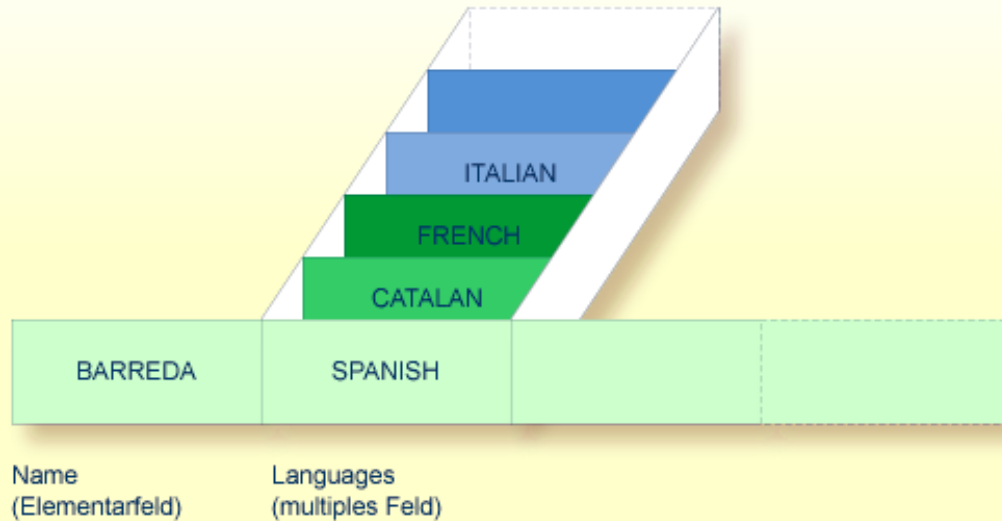 ITALIAN
FRENCH
CATALAN
BARREDA SPANISH
Name Languages
(Elementarfeld) (multiples Feld)